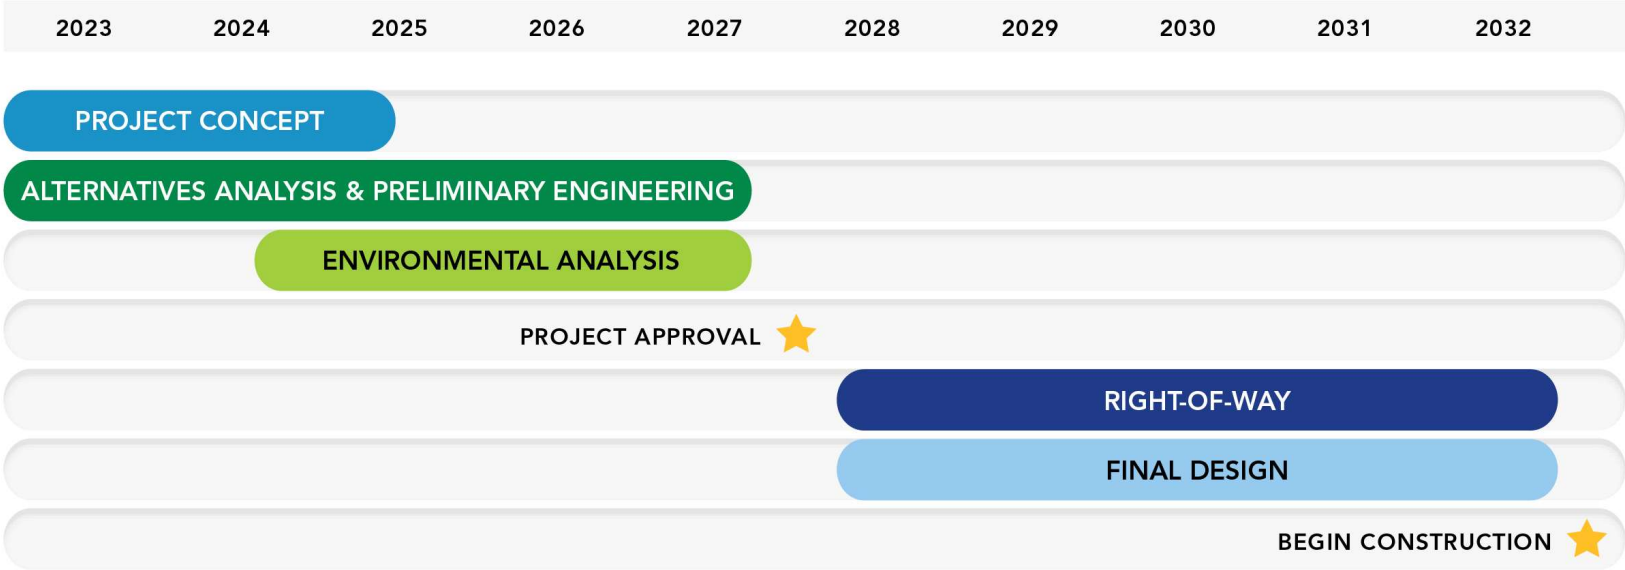 2023 2024 2025 2026 2027 2028 2029 2030 2031 2032
PROJECT CONCEPT
ALTERNATIVES ANALYSIS & PRELIMINARY ENGINEERING
ENVIRONMENTAL ANALYSIS
PROJECT APPROVAL
RIGHT-OF-WAY
FINAL DESIGN
BEGIN CONSTRUCTION